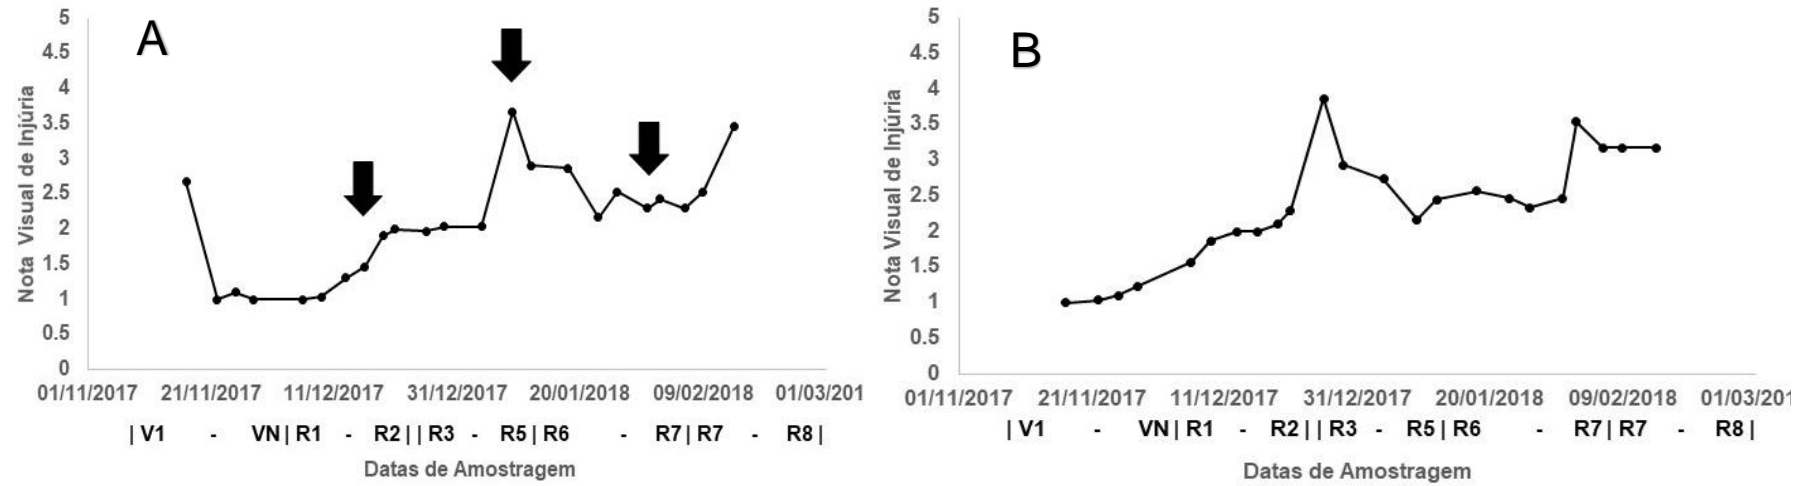 A
5
4.5
4
3.5
3
2.5
2
1.5
1
0.5
0
Nota Visual de Injúria
01/11/2017 21/11/2017 11/12/2017 31/12/2017 20/01/2018 09/02/2018 01/03/201
| V1 - VN | R1 - R2 | | R3 - R5 | R6 - R7 | R7 - R8 |
Datas de Amostragem
B
5
4.5
4
3.5
3
2.5
2
1.5
1
0.5
0
Nota Visual de Injúria
01/11/2017 21/11/2017 11/12/2017 31/12/2017 20/01/2018 09/02/2018 01/03/201
| V1 - VN | R1 - R2 | | R3 - R5 | R6 - R7 | R7 - R8 |
Datas de Amostragem